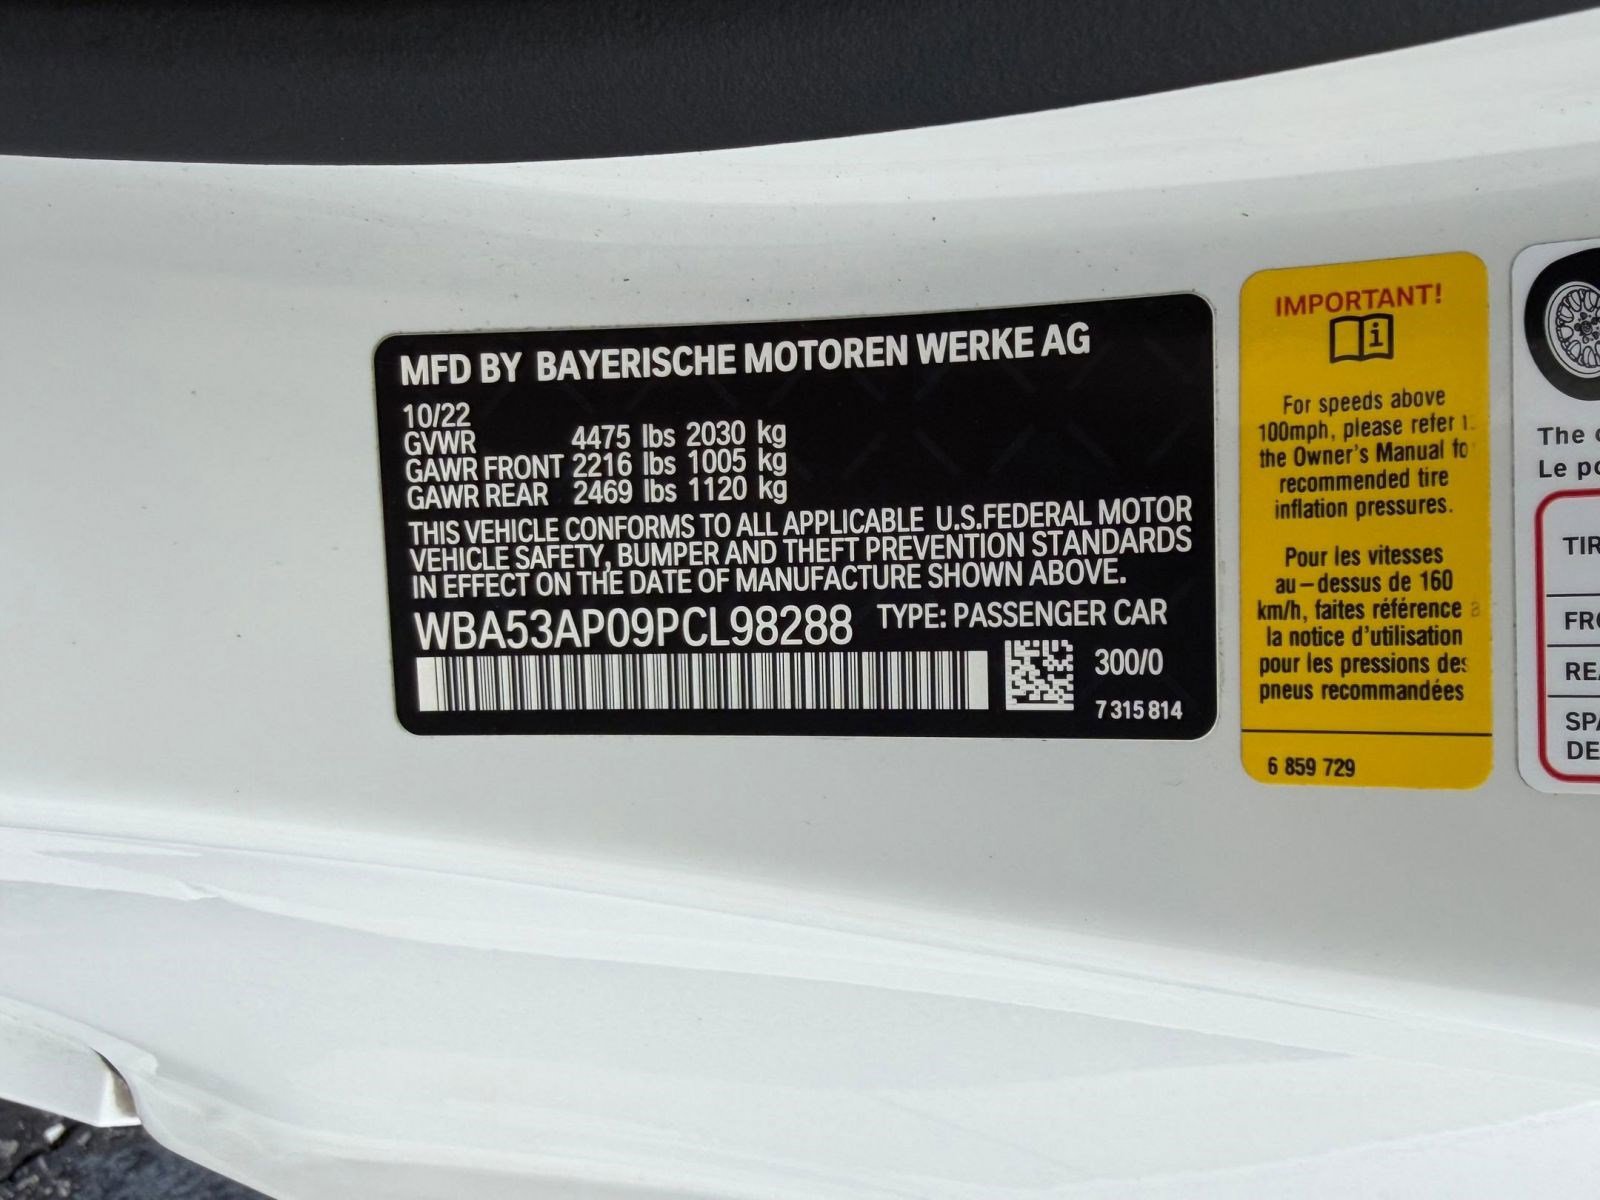 MFD BY BAYERISCHE MOTOREN WERKE AG
10/22
GVWR 4475 lbs 2030 kg
GAWR FRONT 2216 lbs 1005 kg
GAWR REAR 2469 lbs 1120 kg
THIS VEHICLE CONFORMS TO ALL APPLICABLE U.S.FEDERAL MOTOR
VEHICLE SAFETY, BUMPER AND THEFT PREVENTION STANDARDS
IN EFFECT ON THE DATE OF MANUFACTURE SHOWN ABOVE.
WBA53AP09PCL98288 TYPE: PASSENGER CAR
300/0
7 315 814
IMPORTANT!
i
For speeds above
100mph, please refer
the Owner's Manual to
recommended tire
inflation pressures.
Pour les vitesses
au-dessus de 160
km/h, faites référence a
la notice d'utilisation
pour les pressions des
pneus recommandées
6 859 729
The
Le